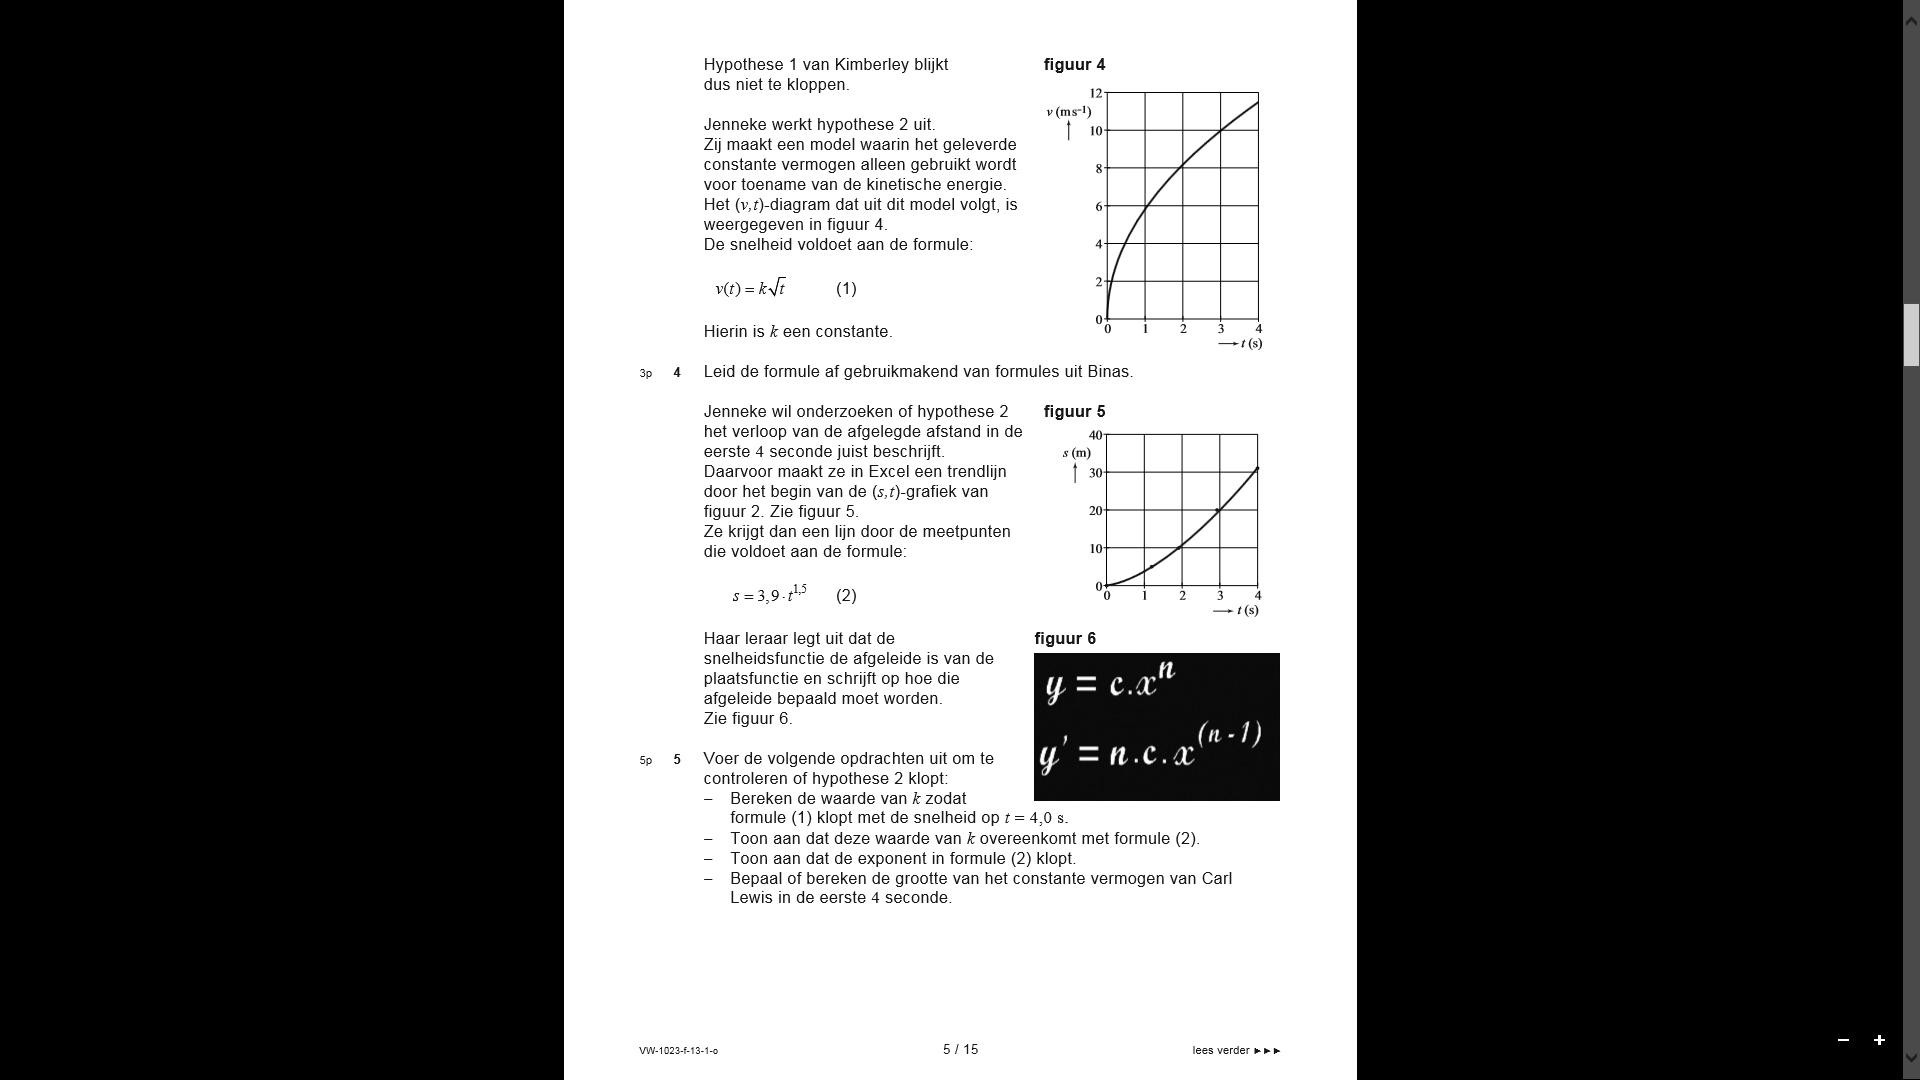 Hypothese 1 van Kimberley blijkt
dus niet te kloppen.
Jenneke werkt hypothese 2 uit.
Zij maakt een model waarin het geleverde
constante vermogen alleen gebruikt wordt
voor toename van de kinetische energie.
Het (v,t)-diagram dat uit dit model volgt, is
weergegeven in figuur 4.
De snelheid voldoet aan de formule:
v(t) = k√t (1)
Hierin is k een constante.
figuur 4
v (m s⁻¹)
12
10
8
6
4
2
0
0 1 2 3 4
t (s)
3p 4 Leid de formule af gebruikmakend van formules uit Binas.
Jenneke wil onderzoeken of hypothese 2
het verloop van de afgelegde afstand in de
eerste 4 seconde juist beschrijft.
Daarvoor maakt ze in Excel een trendlijn
door het begin van de (s,t)-grafiek van
figuur 2. Zie figuur 5.
Ze krijgt dan een lijn door de meetpunten
die voldoet aan de formule:
s = 3,9 · t^1,5 (2)
figuur 5
s (m)
40
30
20
10
0
0 1 2 3 4
t (s)
Haar leraar legt uit dat de
snelheidsfunctie de afgeleide is van de
plaatsfunctie en schrijft op hoe die
afgeleide bepaald moet worden.
Zie figuur 6.
figuur 6
y = c.x^n
y' = n.c.x^(n-1)
5p 5 Voer de volgende opdrachten uit om te
controleren of hypothese 2 klopt:
– Bereken de waarde van k zodat
formule (1) klopt met de snelheid op t = 4,0 s.
– Toon aan dat deze waarde van k overeenkomt met formule (2).
– Toon aan dat de exponent in formule (2) klopt.
– Bepaal of bereken de grootte van het constante vermogen van Carl
Lewis in de eerste 4 seconde.
VW-1023-f-13-1-o 5 / 15 lees verder ►►►